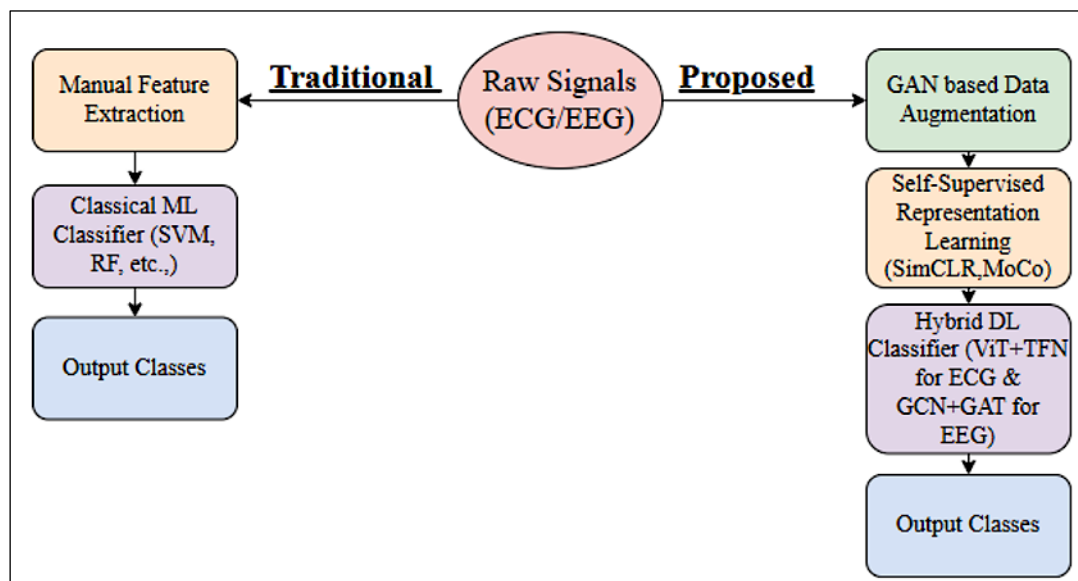 Traditional
Raw Signals
(ECG/EEG)
Proposed
Manual Feature
Extraction
Classical ML
Classifier (SVM,
RF, etc.,)
Output Classes
GAN based Data
Augmentation
Self-Supervised
Representation
Learning
(SimCLR,MoCo)
Hybrid DL
Classifier (ViT+TFN
for ECG &
GCN+GAT for
EEG)
Output Classes